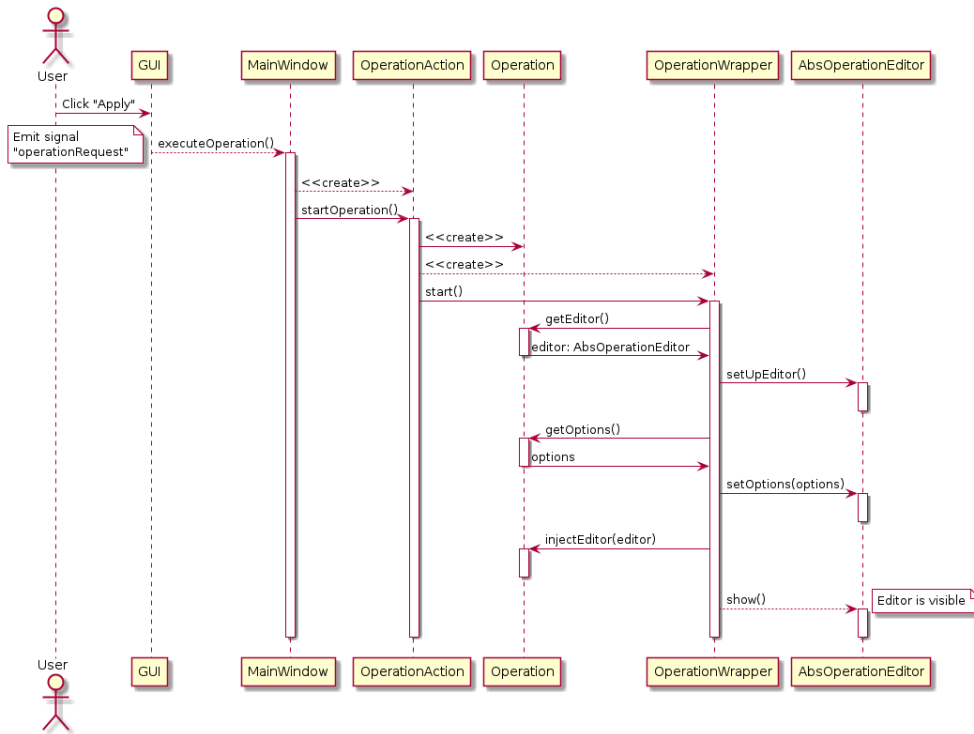 User
GUI
MainWindow
OperationAction
Operation
OperationWrapper
AbsOperationEditor
Click "Apply"
Emit signal
"operationRequest"
executeOperation()
<<create>>
startOperation()
<<create>>
<<create>>
start()
getEditor()
editor: AbsOperationEditor
setUpEditor()
getOptions()
options
setOptions(options)
injectEditor(editor)
show()
Editor is visible
User
GUI
MainWindow
OperationAction
Operation
OperationWrapper
AbsOperationEditor